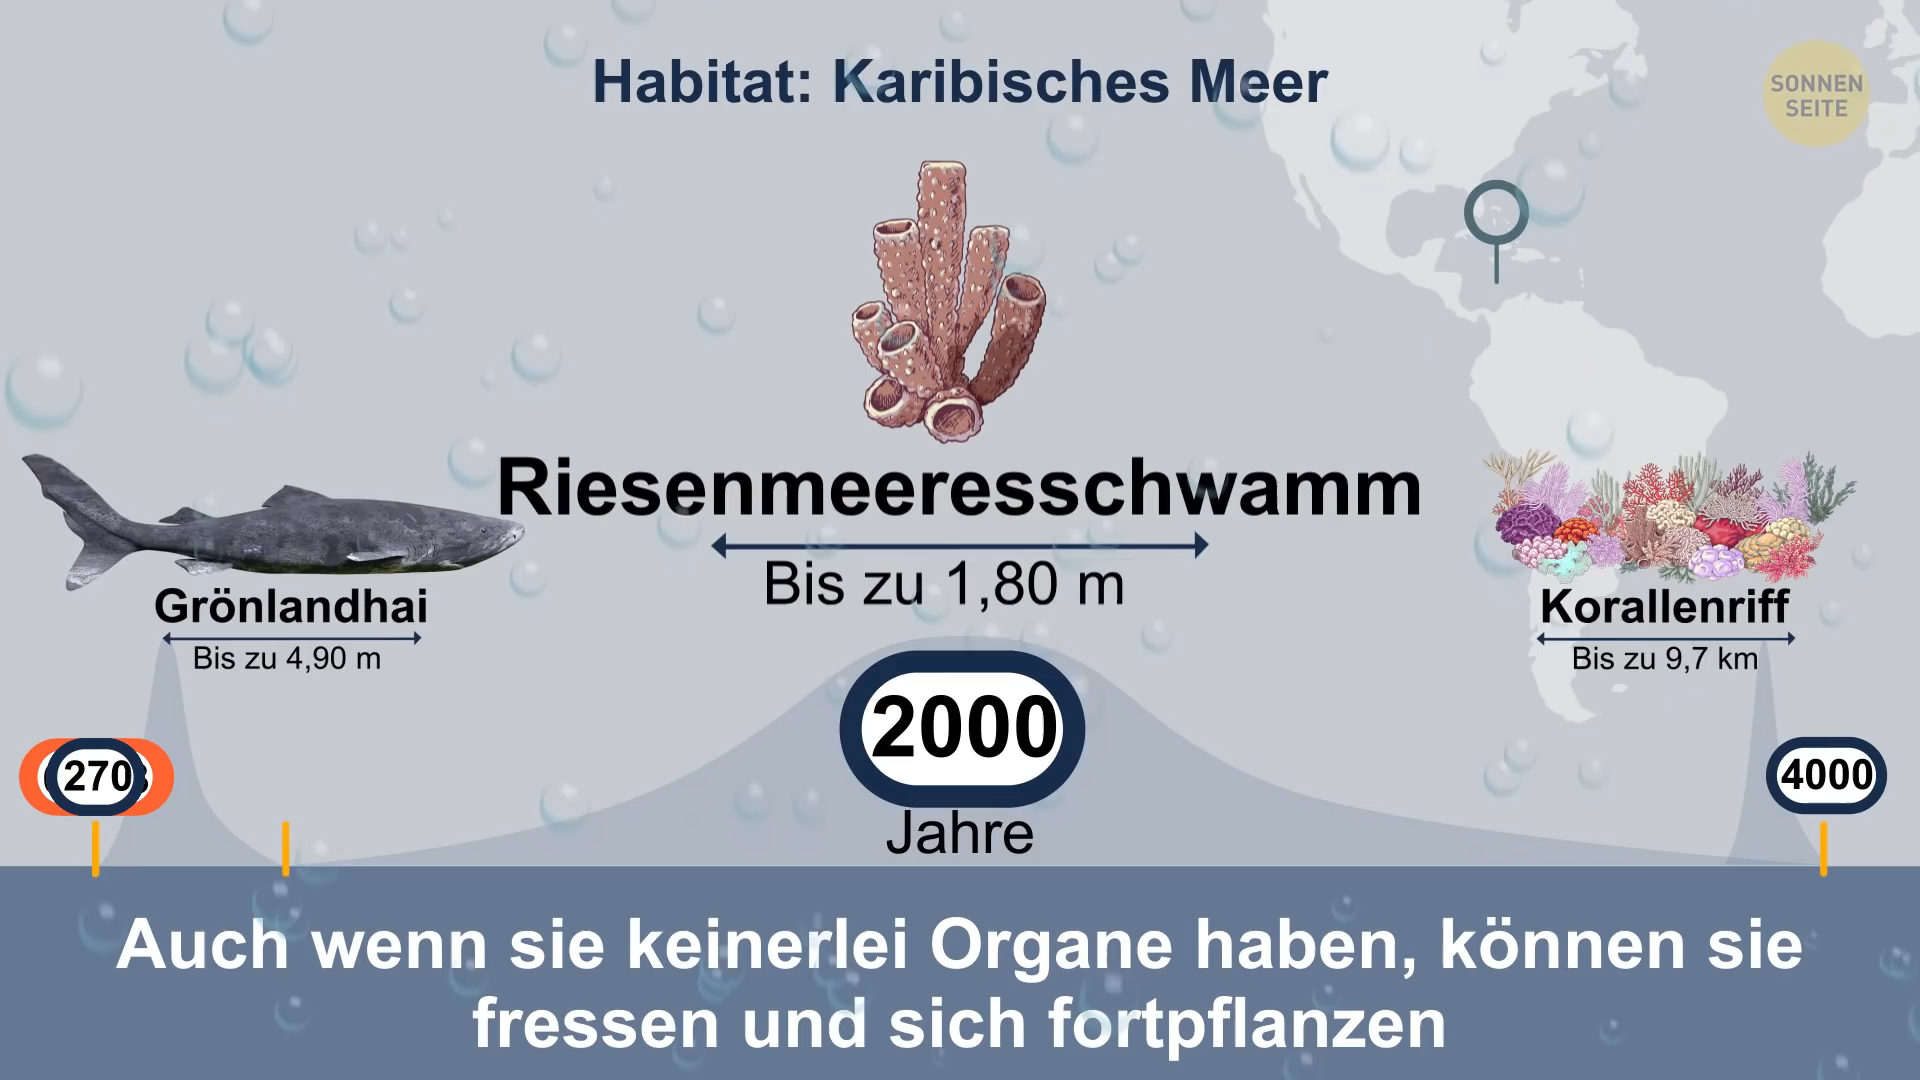 Habitat: Karibisches Meer
SONNEN
SEITE
Riesenmeeresschwamm
Bis zu 1,80 m
Grönlandhai
Bis zu 4,90 m
Korallenriff
Bis zu 9,7 km
270
2000
Jahre
4000
Auch wenn sie keinerlei Organe haben, können sie
fressen und sich fortpflanzen